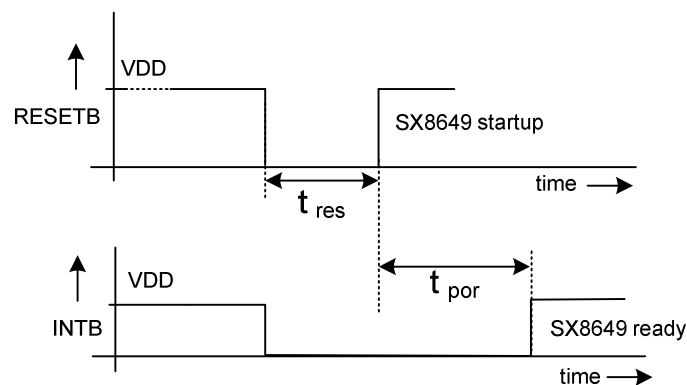 VDD
RESETB
SX8649 startup
time
t res
VDD
t por
INTB
SX8649 ready
time